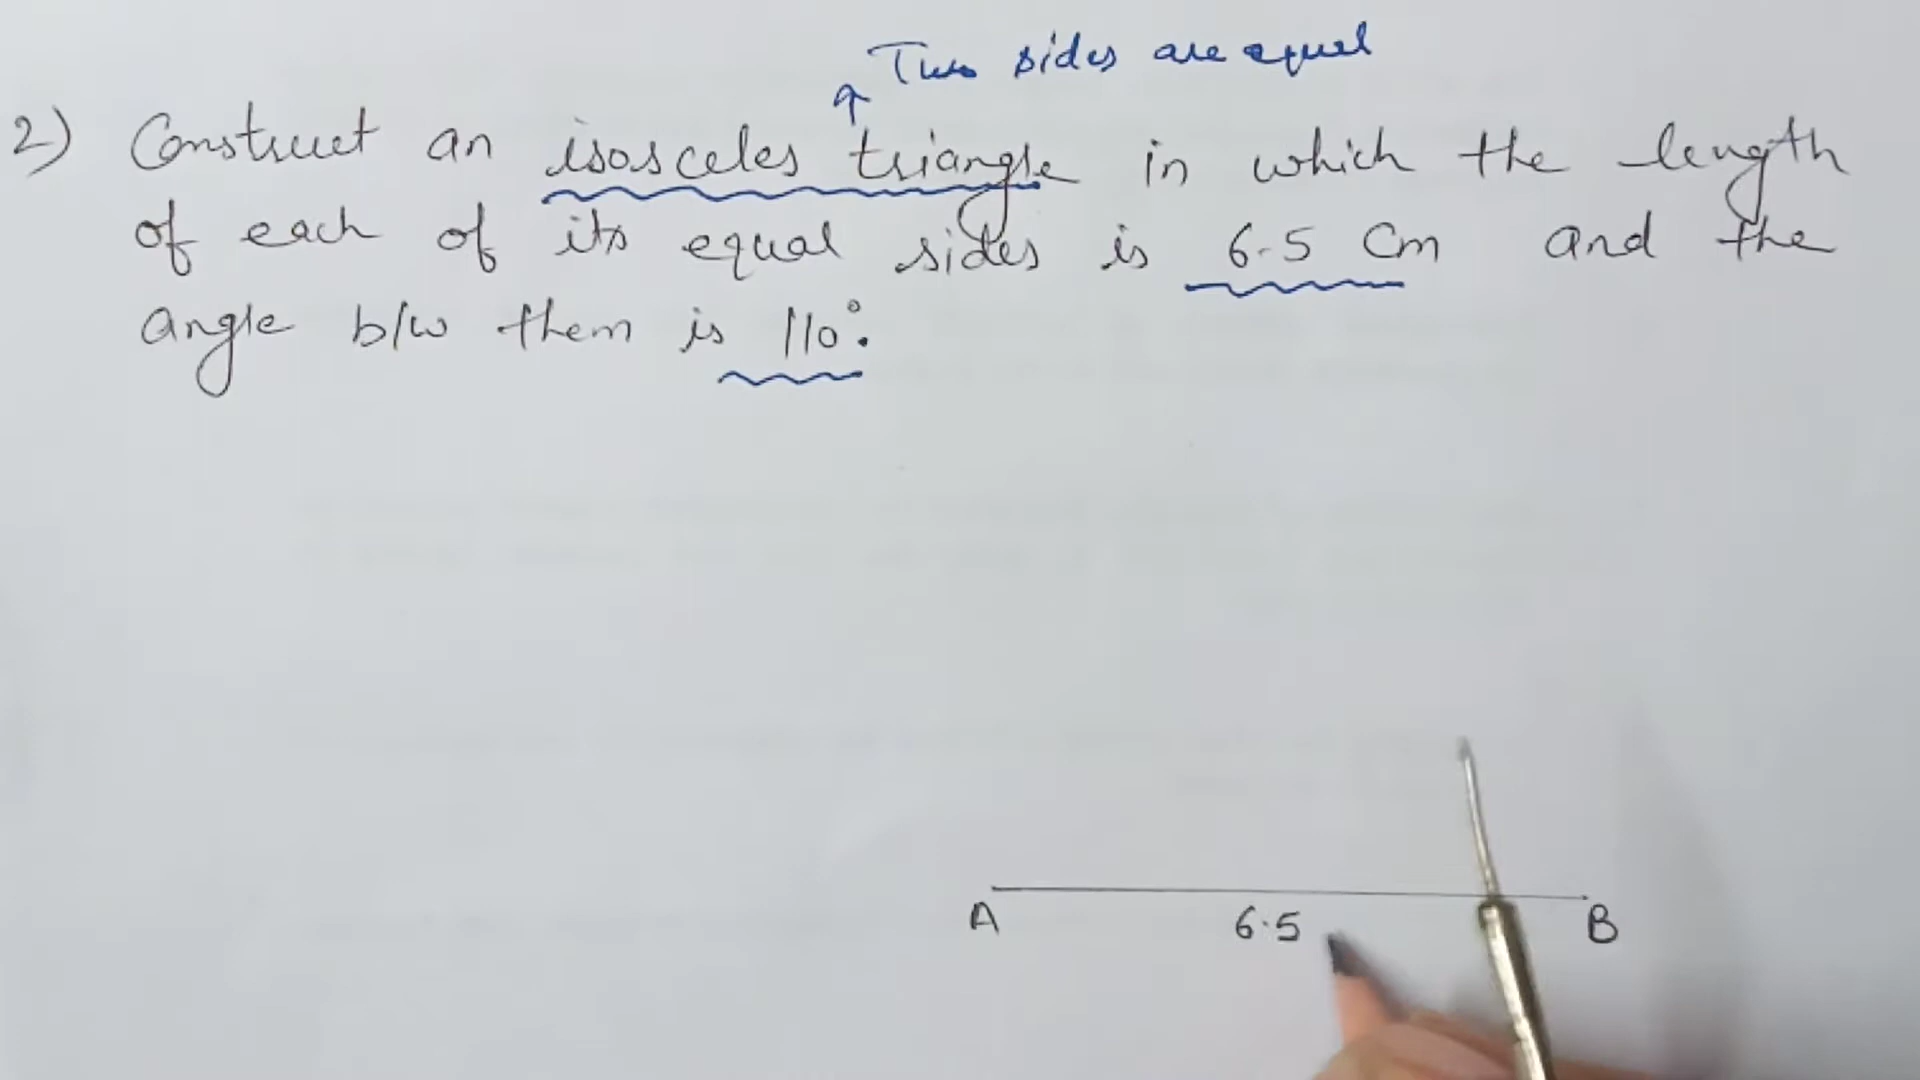 Two sides are equal
2) Construct an isosceles triangle in which the length
of each of its equal sides is 6.5 cm and the
angle b/w them is 110°.
A 6.5 B